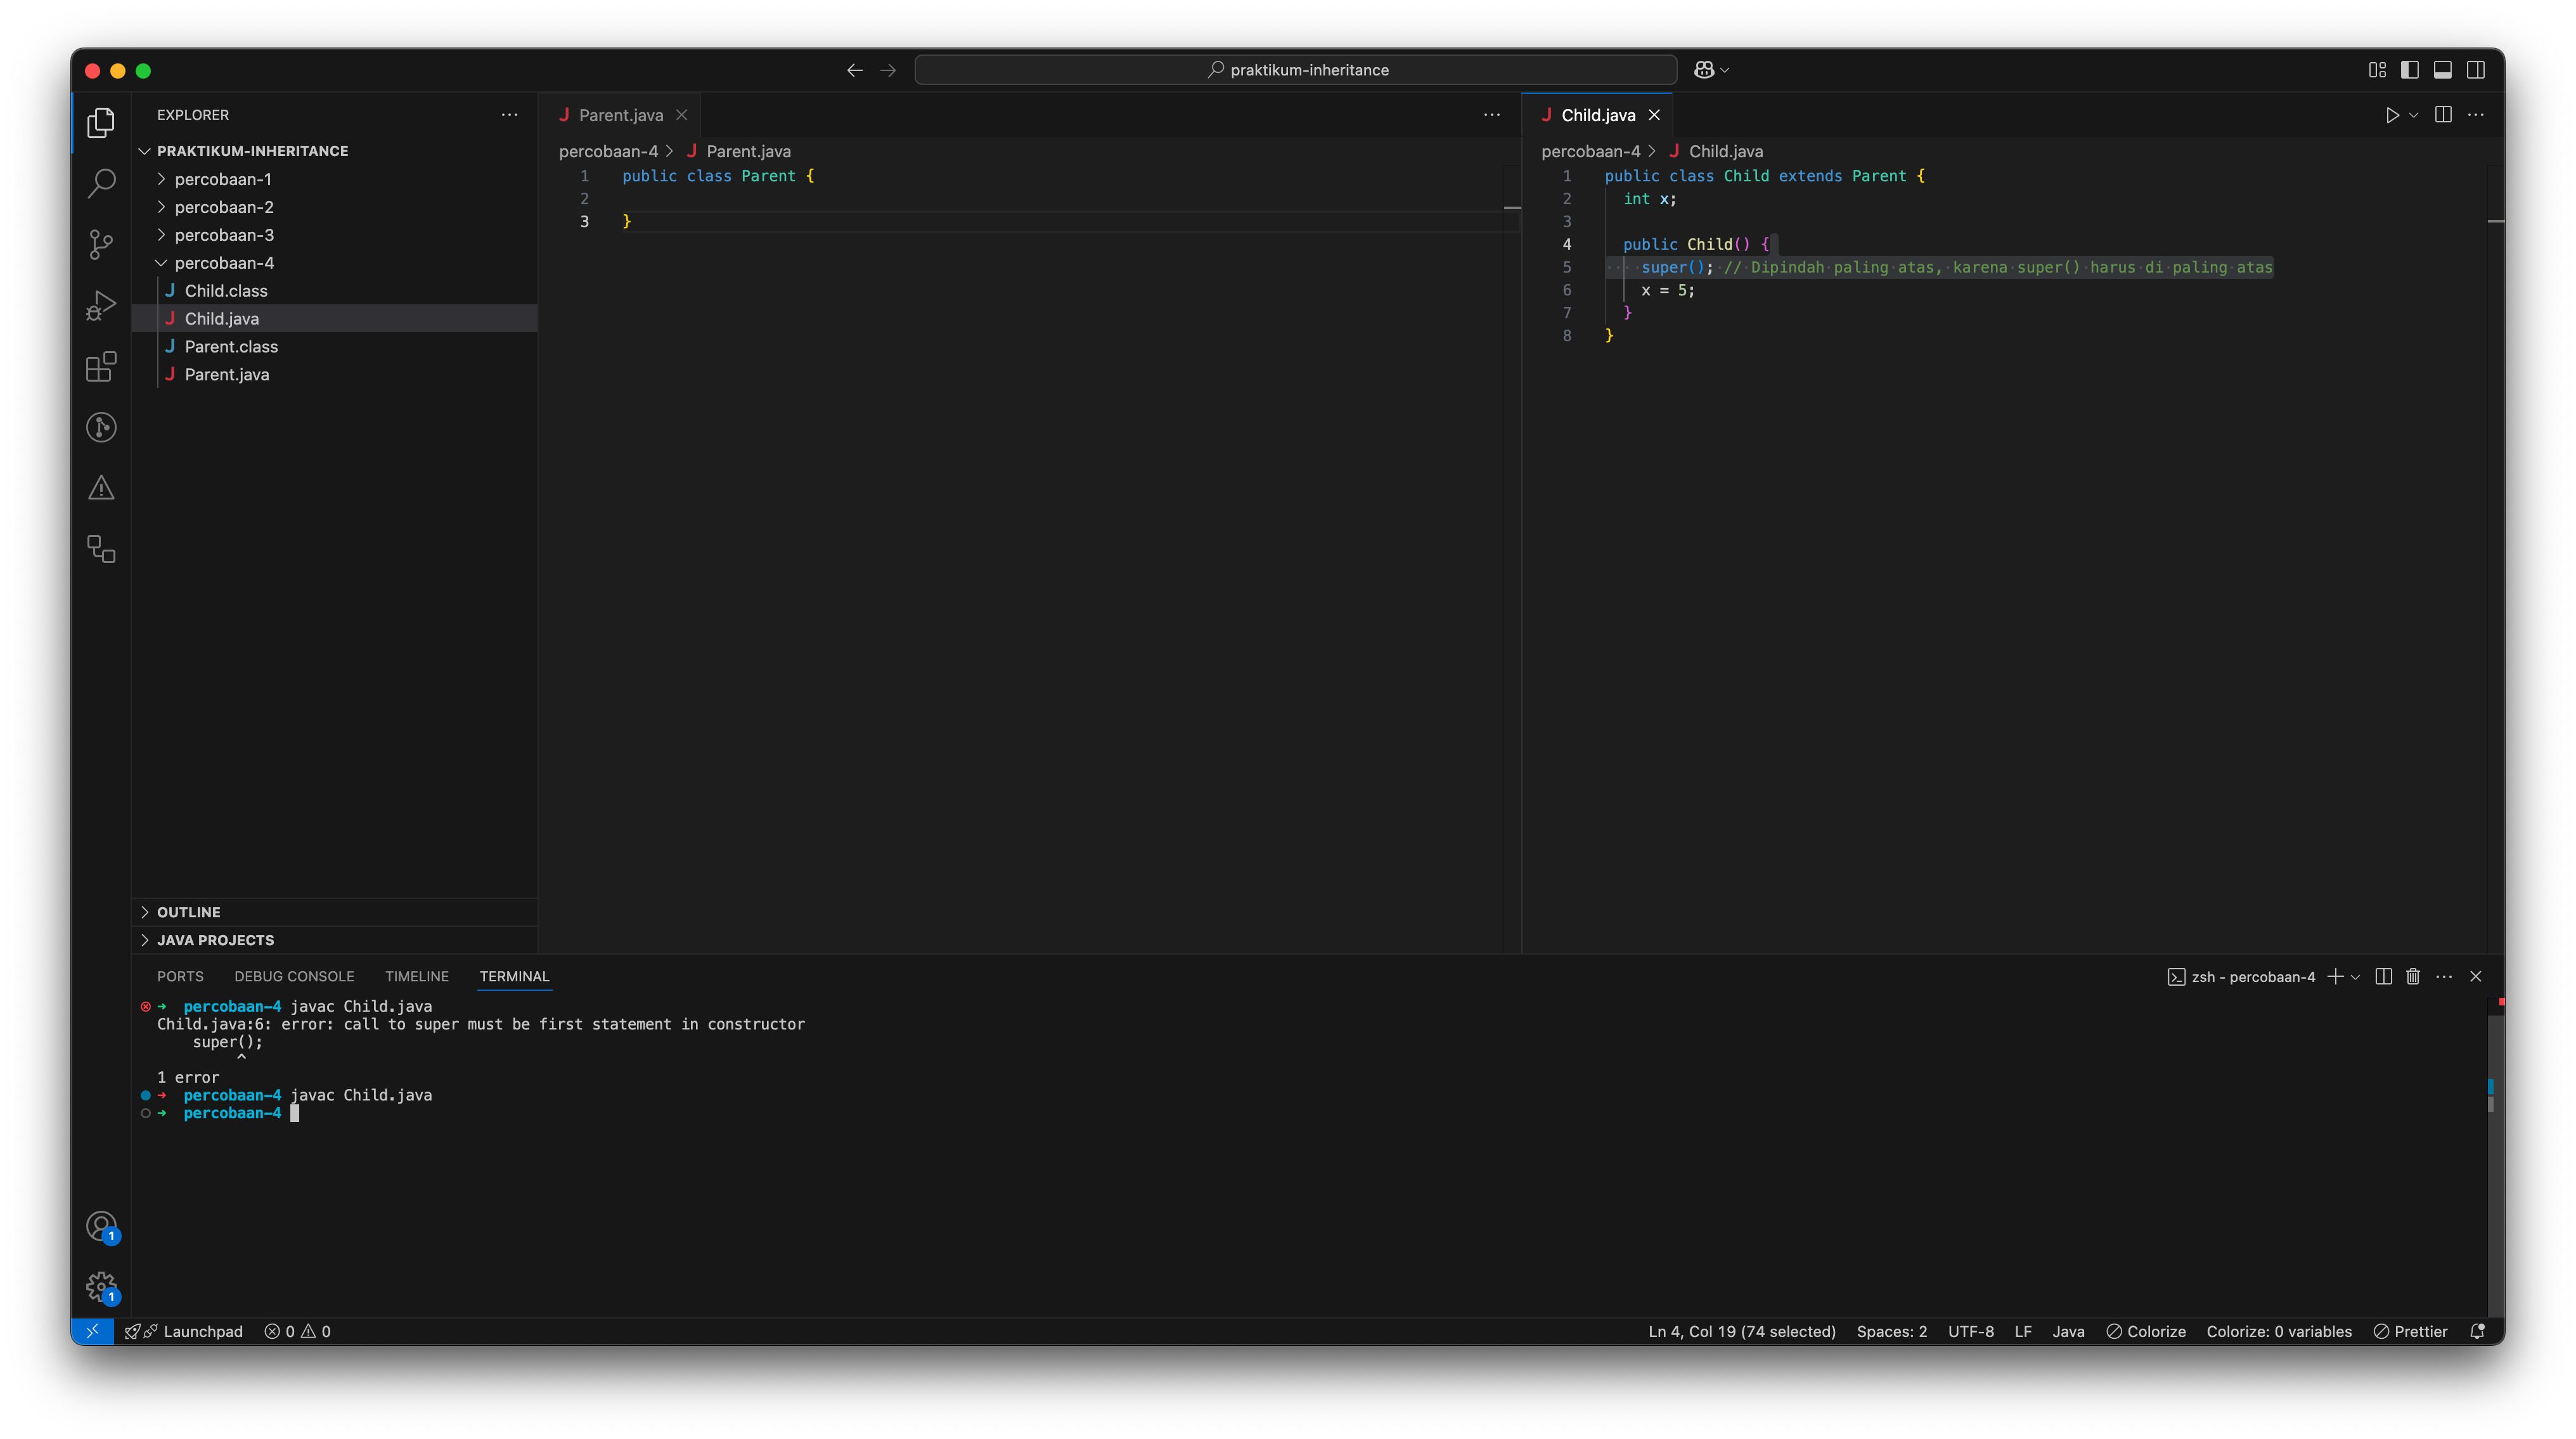 praktikum-inheritance
EXPLORER
PRAKTIKUM-INHERITANCE
percobaan-1
percobaan-2
percobaan-3
percobaan-4
J Child.class
J Child.java
J Parent.class
J Parent.java
OUTLINE
JAVA PROJECTS
J Parent.java
percobaan-4 > J Parent.java
1 public class Parent {
2
3 }
J Child.java
percobaan-4 > J Child.java
1 public class Child extends Parent {
2 int x;
3
4 public Child() {
5 super(); // Dipindah paling atas, karena super() harus di paling atas
6 x = 5;
7 }
8 }
PORTS DEBUG CONSOLE TIMELINE TERMINAL
zsh - percobaan-4
➜ percobaan-4 javac Child.java
Child.java:6: error: call to super must be first statement in constructor
super();
^
1 error
➜ percobaan-4 javac Child.java
➜ percobaan-4
1
1
Launchpad 0 0
Ln 4, Col 19 (74 selected) Spaces: 2 UTF-8 LF Java Colorize Colorize: 0 variables Prettier